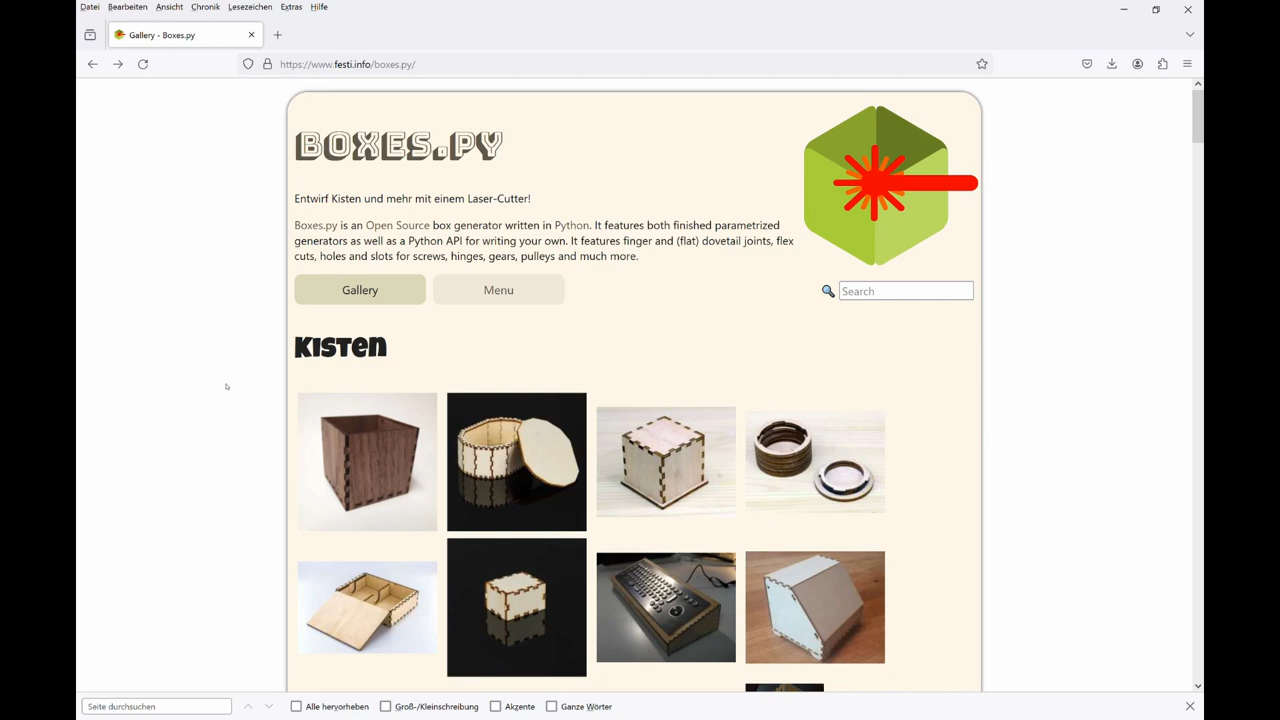 Datei Bearbeiten Ansicht Chronik Lesezeichen Extras Hilfe
Gallery - Boxes.py
https://www.festi.info/boxes.py/
BOXES.PY
Entwirf Kisten und mehr mit einem Laser-Cutter!
Boxes.py is an Open Source box generator written in Python. It features both finished parametrized
generators as well as a Python API for writing your own. It features finger and (flat) dovetail joints, flex
cuts, holes and slots for screws, hinges, gears, pulleys and much more.
Gallery Menu Search
Kisten
Seite durchsuchen Alle hervorheben Groß-/Kleinschreibung Akzente Ganze Wörter